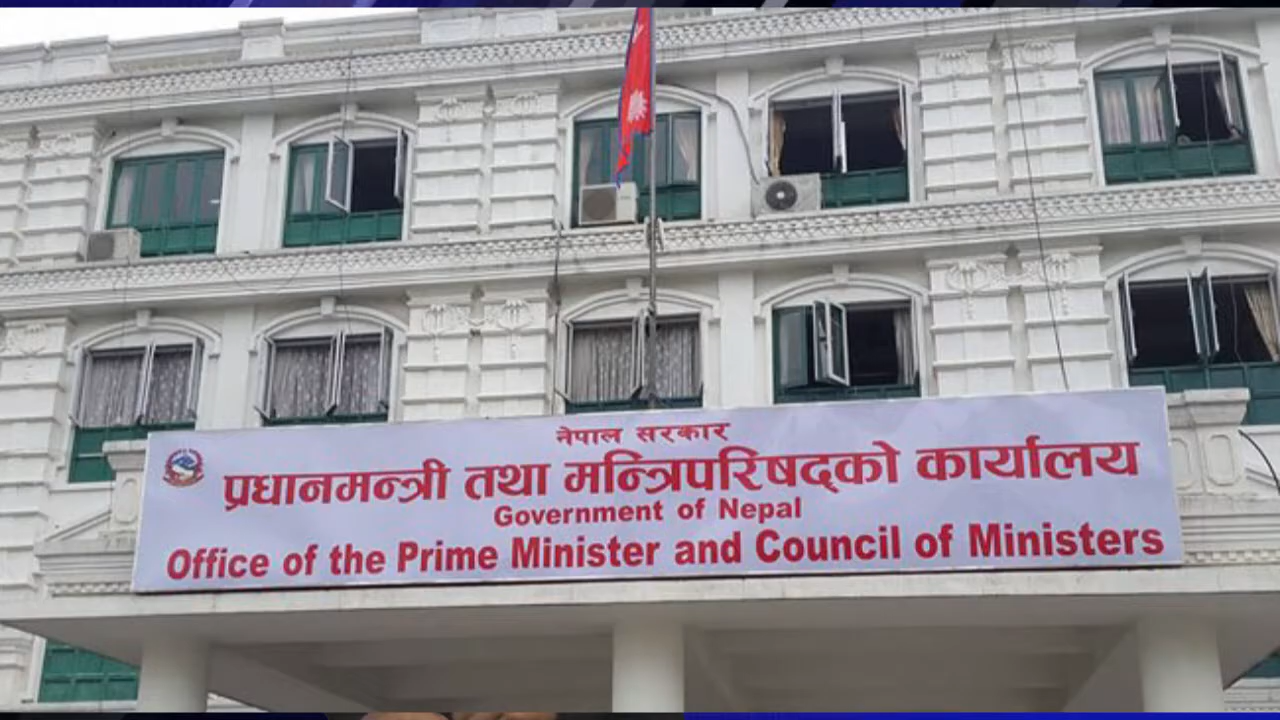 नेपाल सरकार
प्रधानमन्त्री तथा मन्त्रिपरिषद्को कार्यालय
Government of Nepal
Office of the Prime Minister and Council of Ministers